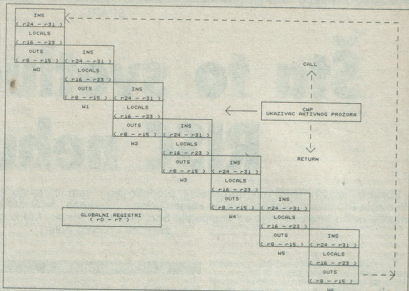 INS
( r24 - r31 )
LOCALS
( r16 - r23 )
OUTS
( r8 - r15 )
W0
INS
( r24 - r31 )
LOCALS
( r16 - r23 )
OUTS
( r8 - r15 )
W1
INS
( r24 - r31 )
LOCALS
( r16 - r23 )
OUTS
( r8 - r15 )
W2
INS
( r24 - r31 )
LOCALS
( r16 - r23 )
OUTS
( r8 - r15 )
W3
INS
( r24 - r31 )
LOCALS
( r16 - r23 )
OUTS
( r8 - r15 )
W4
INS
( r24 - r31 )
LOCALS
( r16 - r23 )
OUTS
( r8 - r15 )
W5
INS
( r24 - r31 )
LOCALS
( r16 - r23 )
OUTS
( r8 - r15 )
CALL
CWP
UKAZIVAC AKTIVNOG PROZORA
RETURN
GLOBALNI REGISTRI
( r0 - r7 )